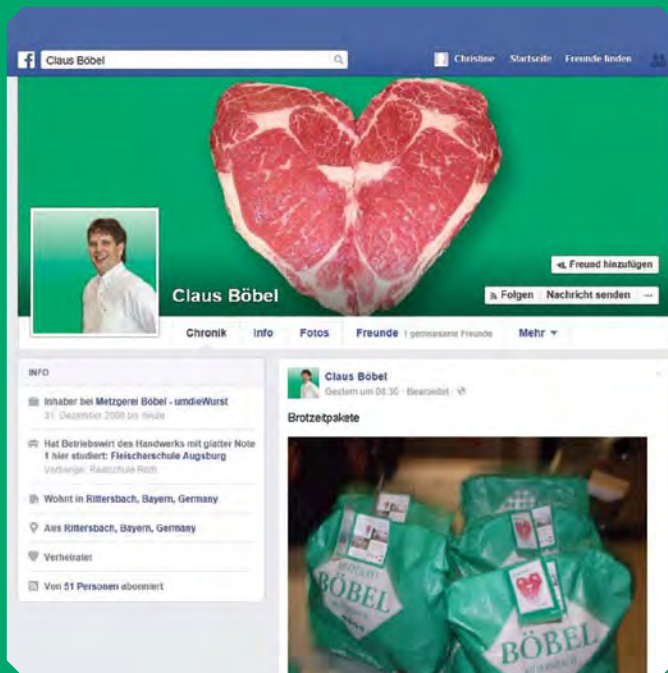 Claus Böbel
Christine Startseite Freunde finden
Freund hinzufügen
Claus Böbel
Folgen Nachricht senden ...
Chronik Info Fotos Freunde 1 gemeinsame Freunde Mehr
INFO
Inhaber bei Metzgerei Böbel - umdieWurst
31. Dezember 2000 bis heute
Hat Betriebswirt des Handwerks mit glatter Note
1 hier studiert: Fleischerschule Augsburg
Vorherige: Realschule Roth
Wohnt in Rittersbach, Bayern, Germany
Aus Rittersbach, Bayern, Germany
Verheiratet
Von 51 Personen abonniert
Claus Böbel
Gestern um 08:30 · Bearbeitet ·
Brotzeitpakete
BÖBEL
BÖBEL